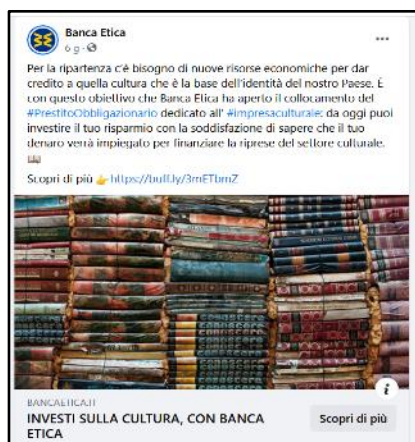 Banca Etica
6 g ·
Per la ripartenza c'è bisogno di nuove risorse economiche per dar
credito a quella cultura che è la base dell'identità del nostro Paese. È
con questo obiettivo che Banca Etica ha aperto il collocamento del
#PrestitoObbligazionario dedicato all' #impresaculturale: da oggi puoi
investire il tuo risparmio con la soddisfazione di sapere che il tuo
denaro verrà impiegato per finanziare la riprese del settore culturale.
Scopri di più 👉 https://buff.ly/3mETbmZ
BANCAETICA.IT
INVESTI SULLA CULTURA, CON BANCA
ETICA
Scopri di più